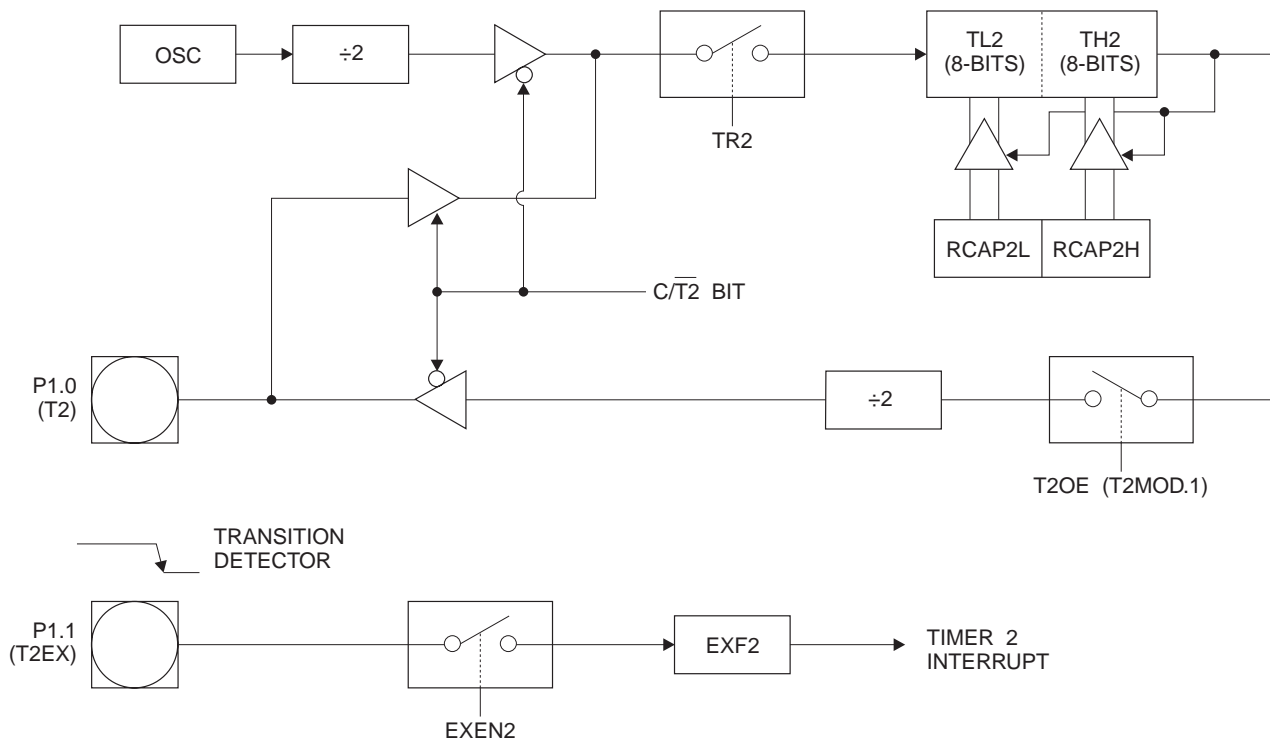 OSC
÷2
TR2
TL2
(8-BITS)
TH2
(8-BITS)
RCAP2L
RCAP2H
C/T2̅ BIT
P1.0
(T2)
÷2
T2OE (T2MOD.1)
TRANSITION
DETECTOR
P1.1
(T2EX)
EXEN2
EXF2
TIMER 2
INTERRUPT